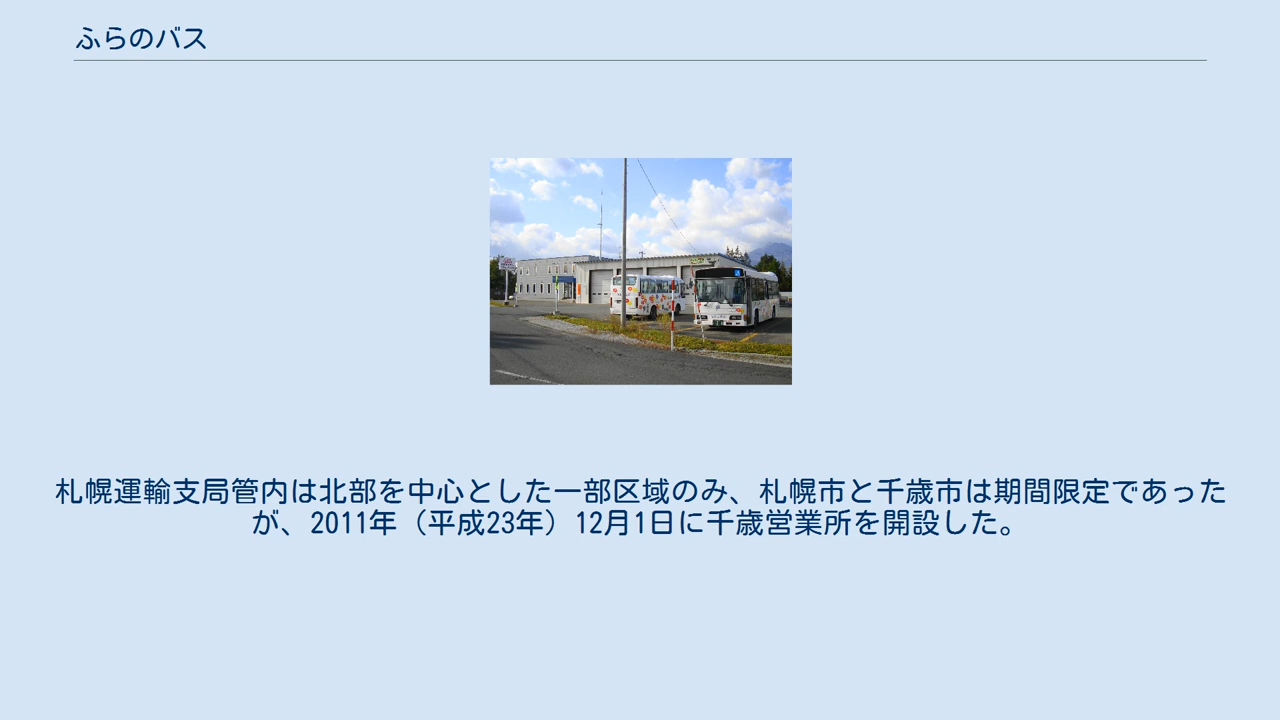 ふらのバス
札幌運輸支局管内は北部を中心とした一部区域のみ、札幌市と千歳市は期間限定であった
が、2011年（平成23年）12月1日に千歳営業所を開設した。